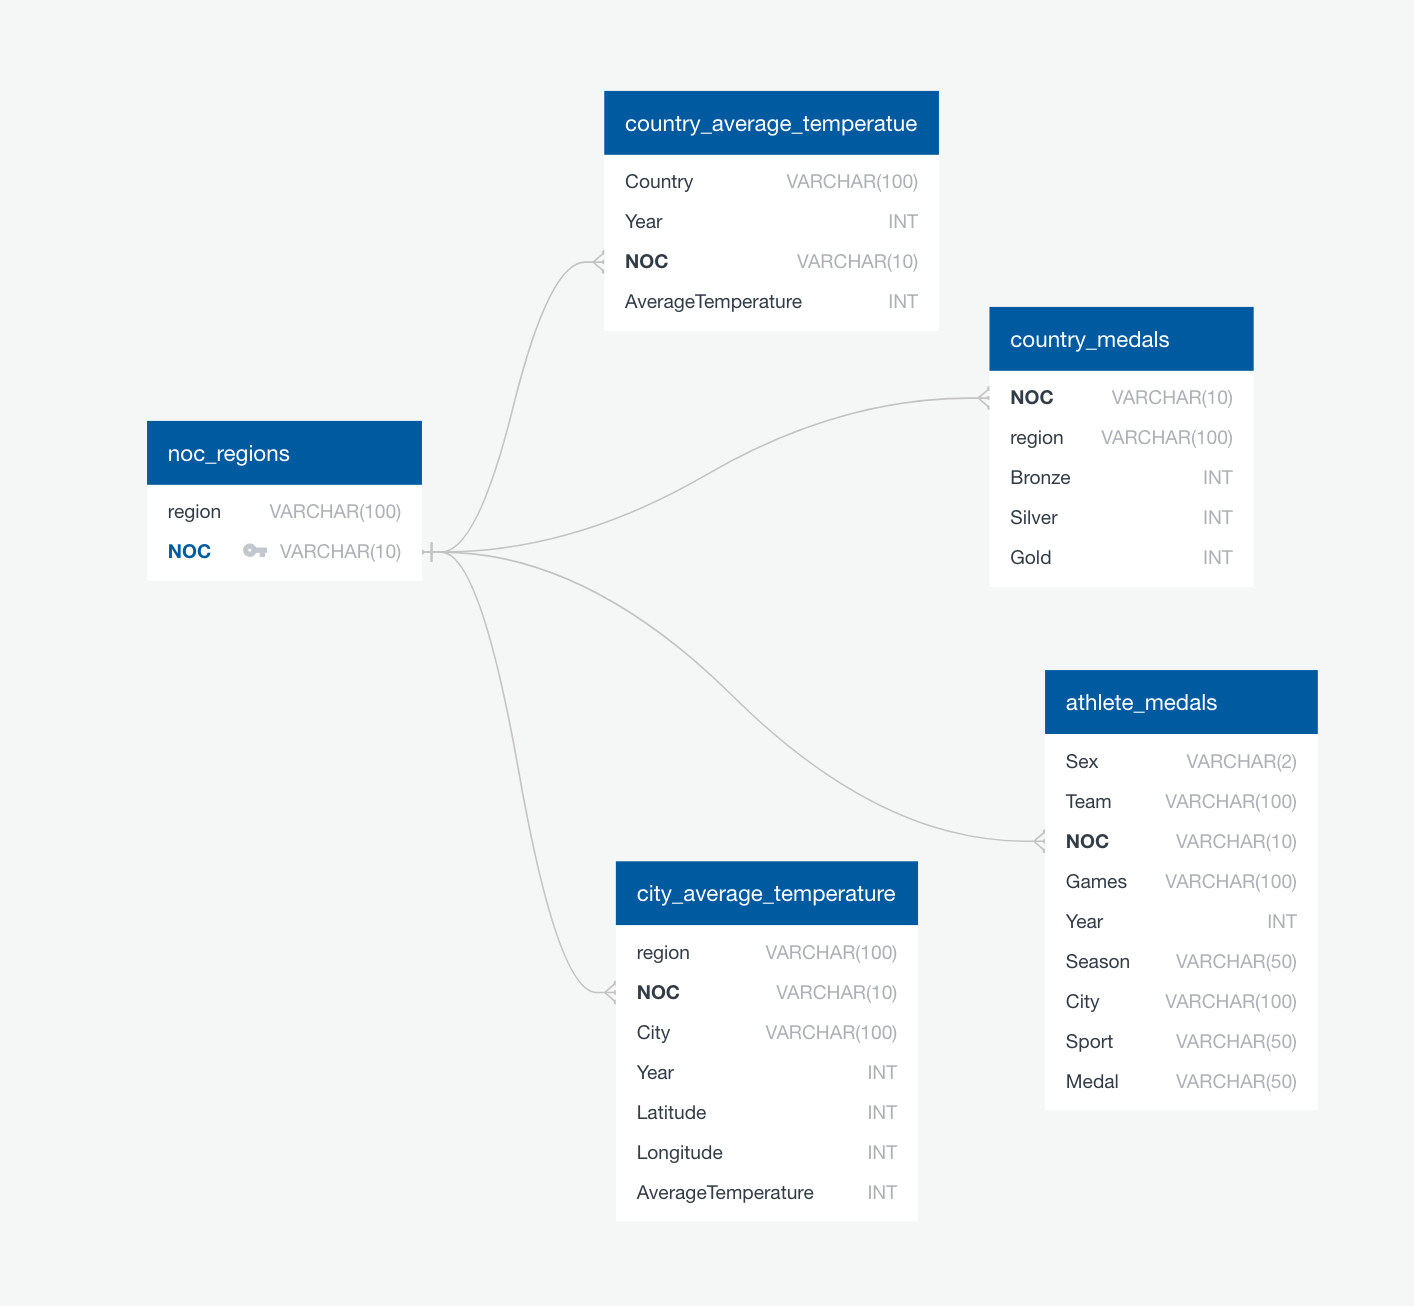 country_average_temperatue
Country VARCHAR(100)
Year INT
NOC VARCHAR(10)
AverageTemperature INT
country_medals
NOC VARCHAR(10)
region VARCHAR(100)
Bronze INT
Silver INT
Gold INT
noc_regions
region VARCHAR(100)
NOC VARCHAR(10)
athlete_medals
Sex VARCHAR(2)
Team VARCHAR(100)
NOC VARCHAR(10)
Games VARCHAR(100)
Year INT
Season VARCHAR(50)
City VARCHAR(100)
Sport VARCHAR(50)
Medal VARCHAR(50)
city_average_temperature
region VARCHAR(100)
NOC VARCHAR(10)
City VARCHAR(100)
Year INT
Latitude INT
Longitude INT
AverageTemperature INT